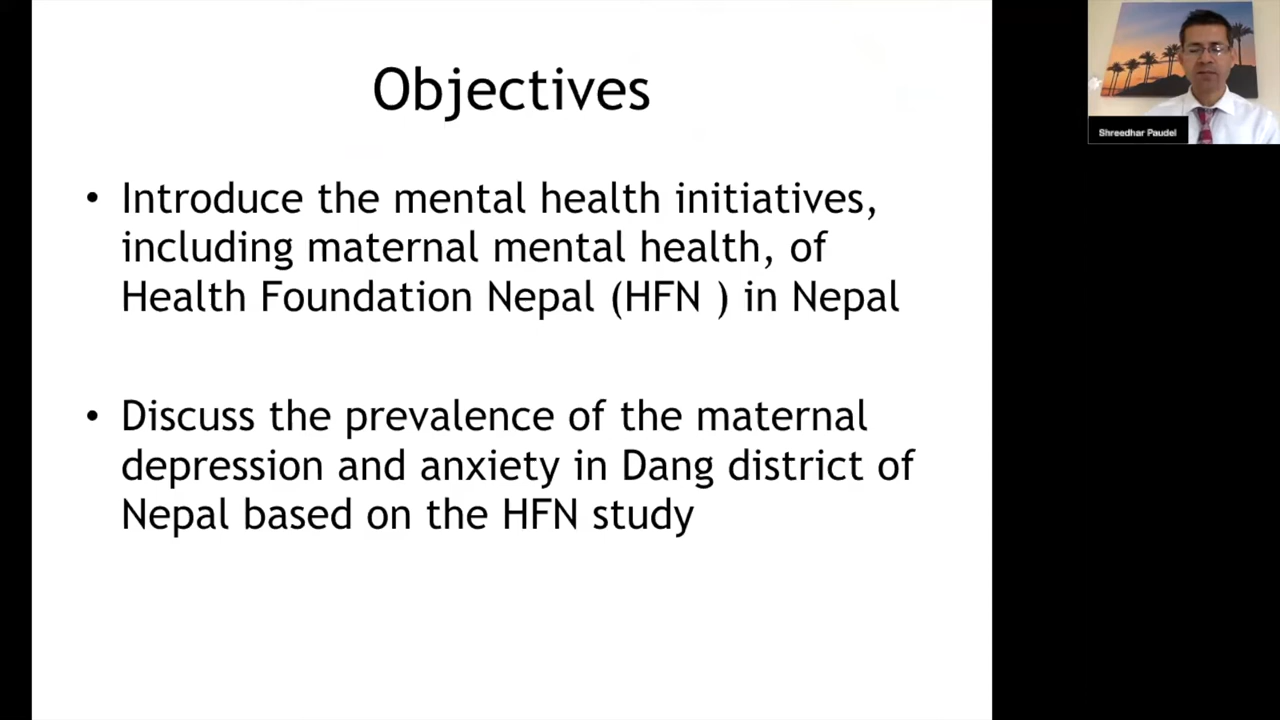 Objectives
• Introduce the mental health initiatives,
including maternal mental health, of
Health Foundation Nepal (HFN ) in Nepal
• Discuss the prevalence of the maternal
depression and anxiety in Dang district of
Nepal based on the HFN study
Shreedhar Paudel